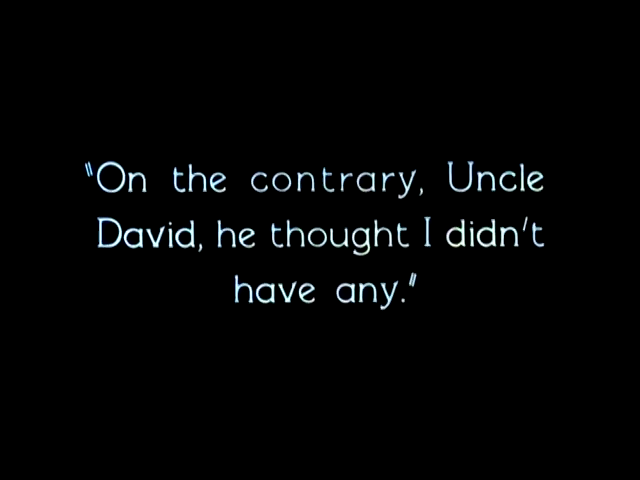 "On the contrary, Uncle
David, he thought I didn't
have any."